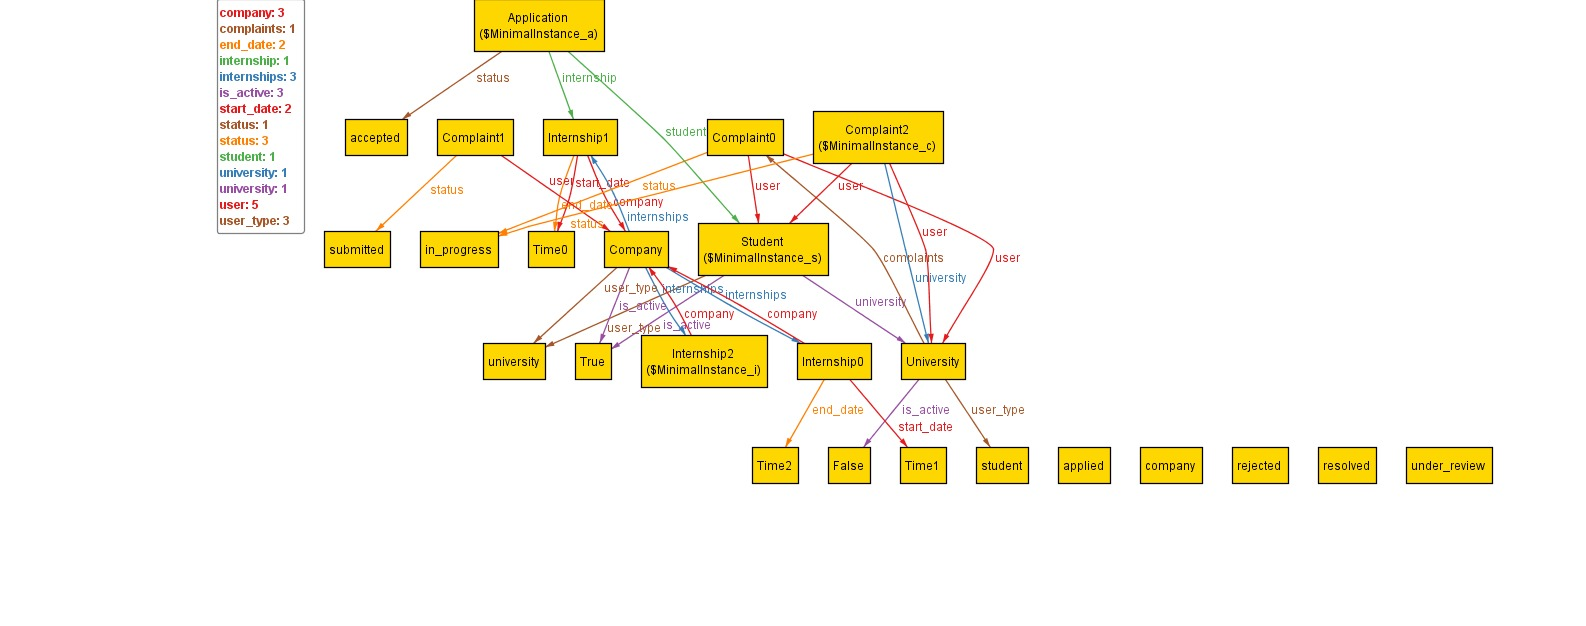 company: 3
complaints: 1
end_date: 2
internship: 1
internships: 3
is_active: 3
start_date: 2
status: 1
status: 3
student: 1
university: 1
university: 1
user: 5
user_type: 3
Application
($MinimalInstance_a)
status
internship
student
accepted
Complaint1
Internship1
Complaint0
Complaint2
($MinimalInstance_c)
status
user
start_date
status
user
user
end_date
company
status
internships
user
complaints
user
university
submitted
in_progress
Time0
Company
Student
($MinimalInstance_s)
user_type
internships
internships
is_active
university
company
company
user_type
is_active
university
True
Internship2
($MinimalInstance_i)
Internship0
University
end_date
is_active
user_type
start_date
Time2
False
Time1
student
applied
company
rejected
resolved
under_review